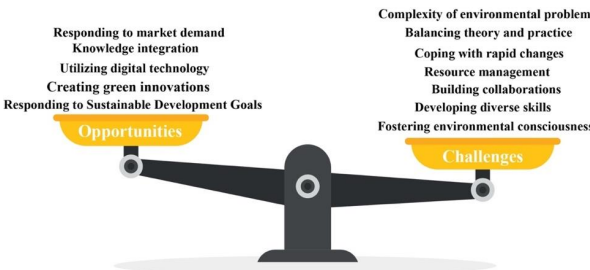 Responding to market demand
Knowledge integration
Utilizing digital technology
Creating green innovations
Responding to Sustainable Development Goals
Opportunities
Complexity of environmental problem
Balancing theory and practice
Coping with rapid changes
Resource management
Building collaborations
Developing diverse skills
Fostering environmental consciousness
Challenges